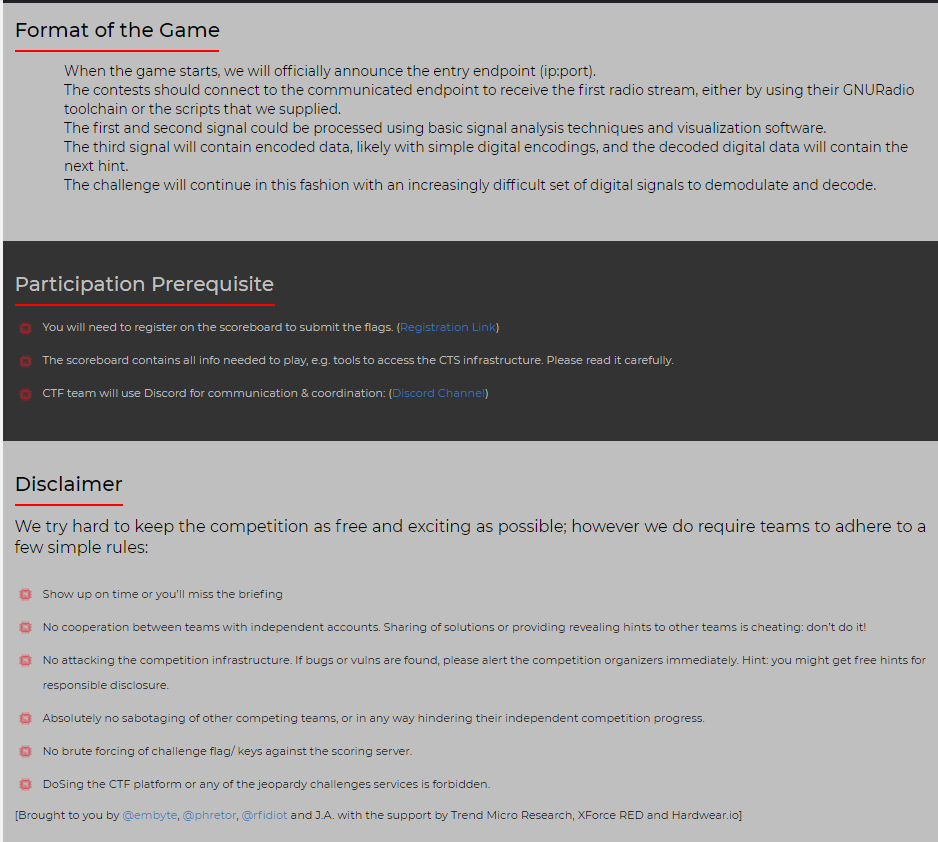 Format of the Game
When the game starts, we will officially announce the entry endpoint (ip:port).
The contests should connect to the communicated endpoint to receive the first radio stream, either by using their GNURadio
toolchain or the scripts that we supplied.
The first and second signal could be processed using basic signal analysis techniques and visualization software.
The third signal will contain encoded data, likely with simple digital encodings, and the decoded digital data will contain the
next hint.
The challenge will continue in this fashion with an increasingly difficult set of digital signals to demodulate and decode.
Participation Prerequisite
You will need to register on the scoreboard to submit the flags. (Registration Link)
The scoreboard contains all info needed to play, e.g. tools to access the CTS infrastructure. Please read it carefully.
CTF team will use Discord for communication & coordination: (Discord Channel)
Disclaimer
We try hard to keep the competition as free and exciting as possible; however we do require teams to adhere to a
few simple rules:
Show up on time or you'll miss the briefing
No cooperation between teams with independent accounts. Sharing of solutions or providing revealing hints to other teams is cheating: don't do it!
No attacking the competition infrastructure. If bugs or vulns are found, please alert the competition organizers immediately. Hint: you might get free hints for
responsible disclosure.
Absolutely no sabotaging of other competing teams, or in any way hindering their independent competition progress.
No brute forcing of challenge flag/ keys against the scoring server.
DoSing the CTF platform or any of the jeopardy challenges services is forbidden.
[Brought to you by @embyte, @phretor, @rfidiot and J.A. with the support by Trend Micro Research, XForce RED and Hardwear.io]